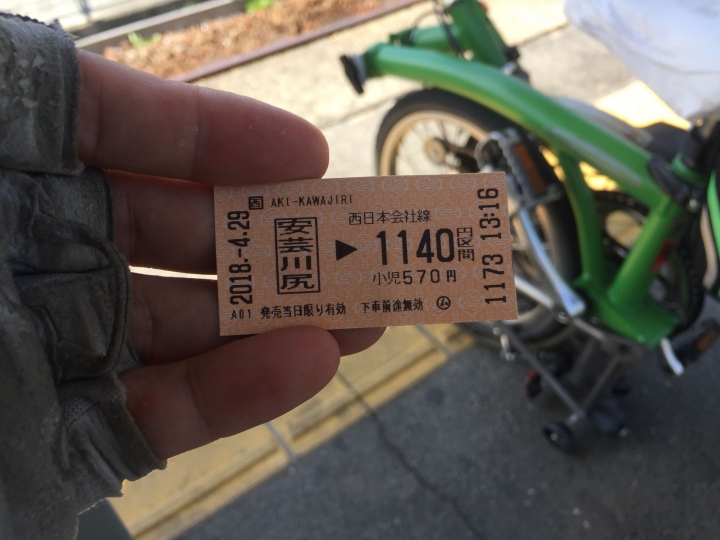 2018.-4.29
西 AKI-KAWAJIRI
安芸川尻
西日本会社線
▶ 1140円区間
小児570円
A01 発売当日限り有効 下車前途無効 ㋰
1173 13:16